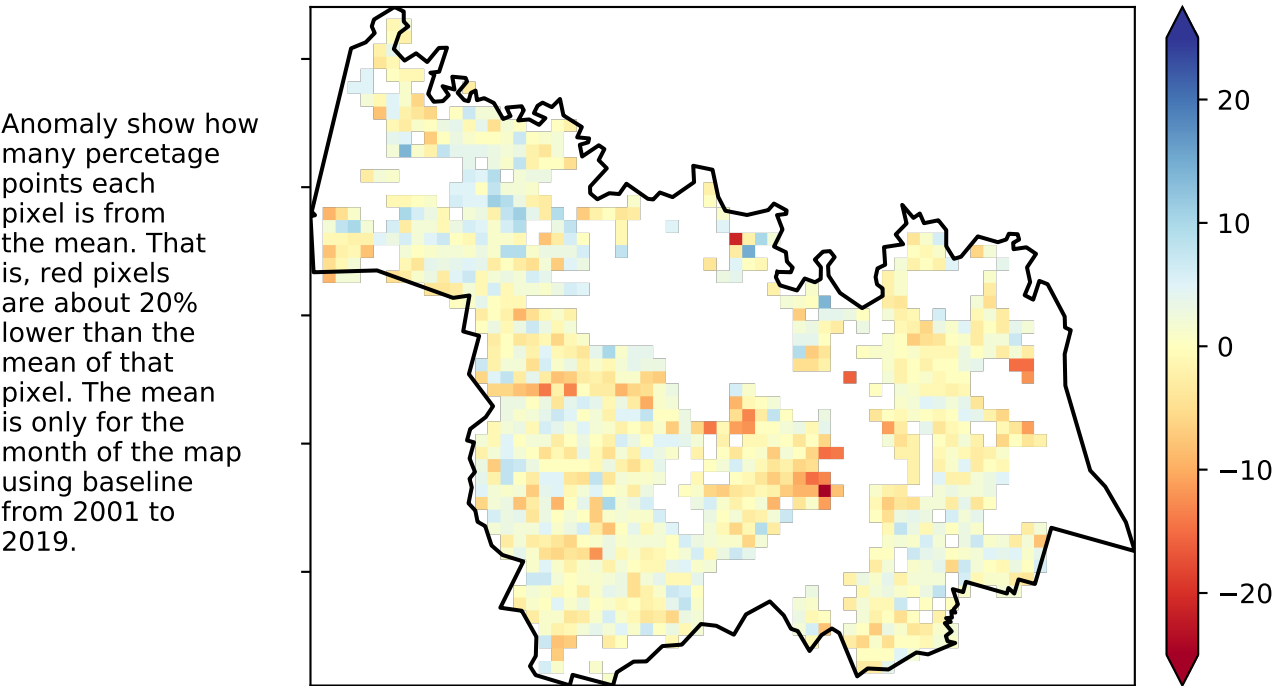 Anomaly show how
many percetage
points each
pixel is from
the mean. That
is, red pixels
are about 20%
lower than the
mean of that
pixel. The mean
is only for the
month of the map
using baseline
from 2001 to
2019.
20
10
0
−10
−20